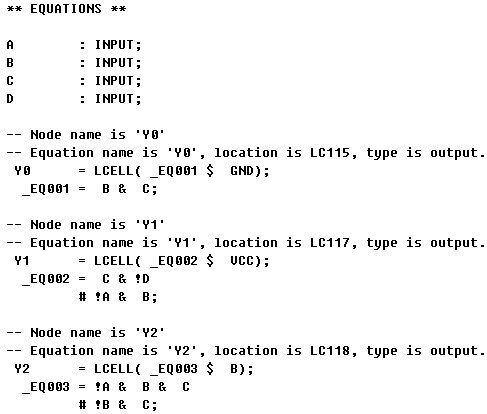 ** EQUATIONS **
A : INPUT;
B : INPUT;
C : INPUT;
D : INPUT;
-- Node name is 'Y0'
-- Equation name is 'Y0', location is LC115, type is output.
Y0 = LCELL( _EQ001 $ GND);
_EQ001 = B & C;
-- Node name is 'Y1'
-- Equation name is 'Y1', location is LC117, type is output.
Y1 = LCELL( _EQ002 $ VCC);
_EQ002 = C & !D
# !A & B;
-- Node name is 'Y2'
-- Equation name is 'Y2', location is LC118, type is output.
Y2 = LCELL( _EQ003 $ B);
_EQ003 = !A & B & C
# !B & C;